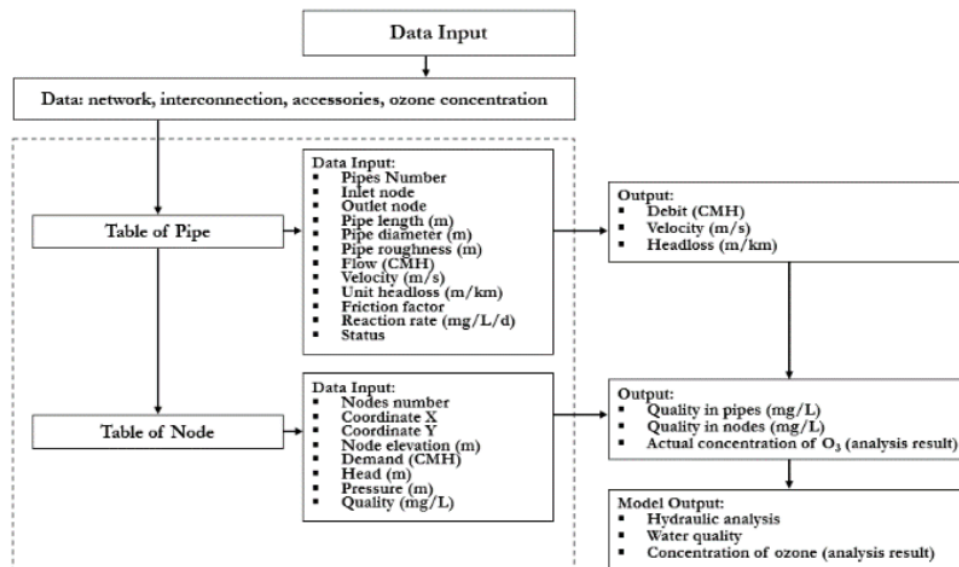 Data Input
Data: network, interconnection, accessories, ozone concentration
Table of Pipe
Data Input:
▪ Pipes Number
▪ Inlet node
▪ Outlet node
▪ Pipe length (m)
▪ Pipe diameter (m)
▪ Pipe roughness (m)
▪ Flow (CMH)
▪ Velocity (m/s)
▪ Unit headloss (m/km)
▪ Friction factor
▪ Reaction rate (mg/L/d)
▪ Status
Output:
▪ Debit (CMH)
▪ Velocity (m/s)
▪ Headloss (m/km)
Table of Node
Data Input:
▪ Nodes number
▪ Coordinate X
▪ Coordinate Y
▪ Node elevation (m)
▪ Demand (CMH)
▪ Head (m)
▪ Pressure (m)
▪ Quality (mg/L)
Output:
▪ Quality in pipes (mg/L)
▪ Quality in nodes (mg/L)
▪ Actual concentration of O₃ (analysis result)
Model Output:
▪ Hydraulic analysis
▪ Water quality
▪ Concentration of ozone (analysis result)